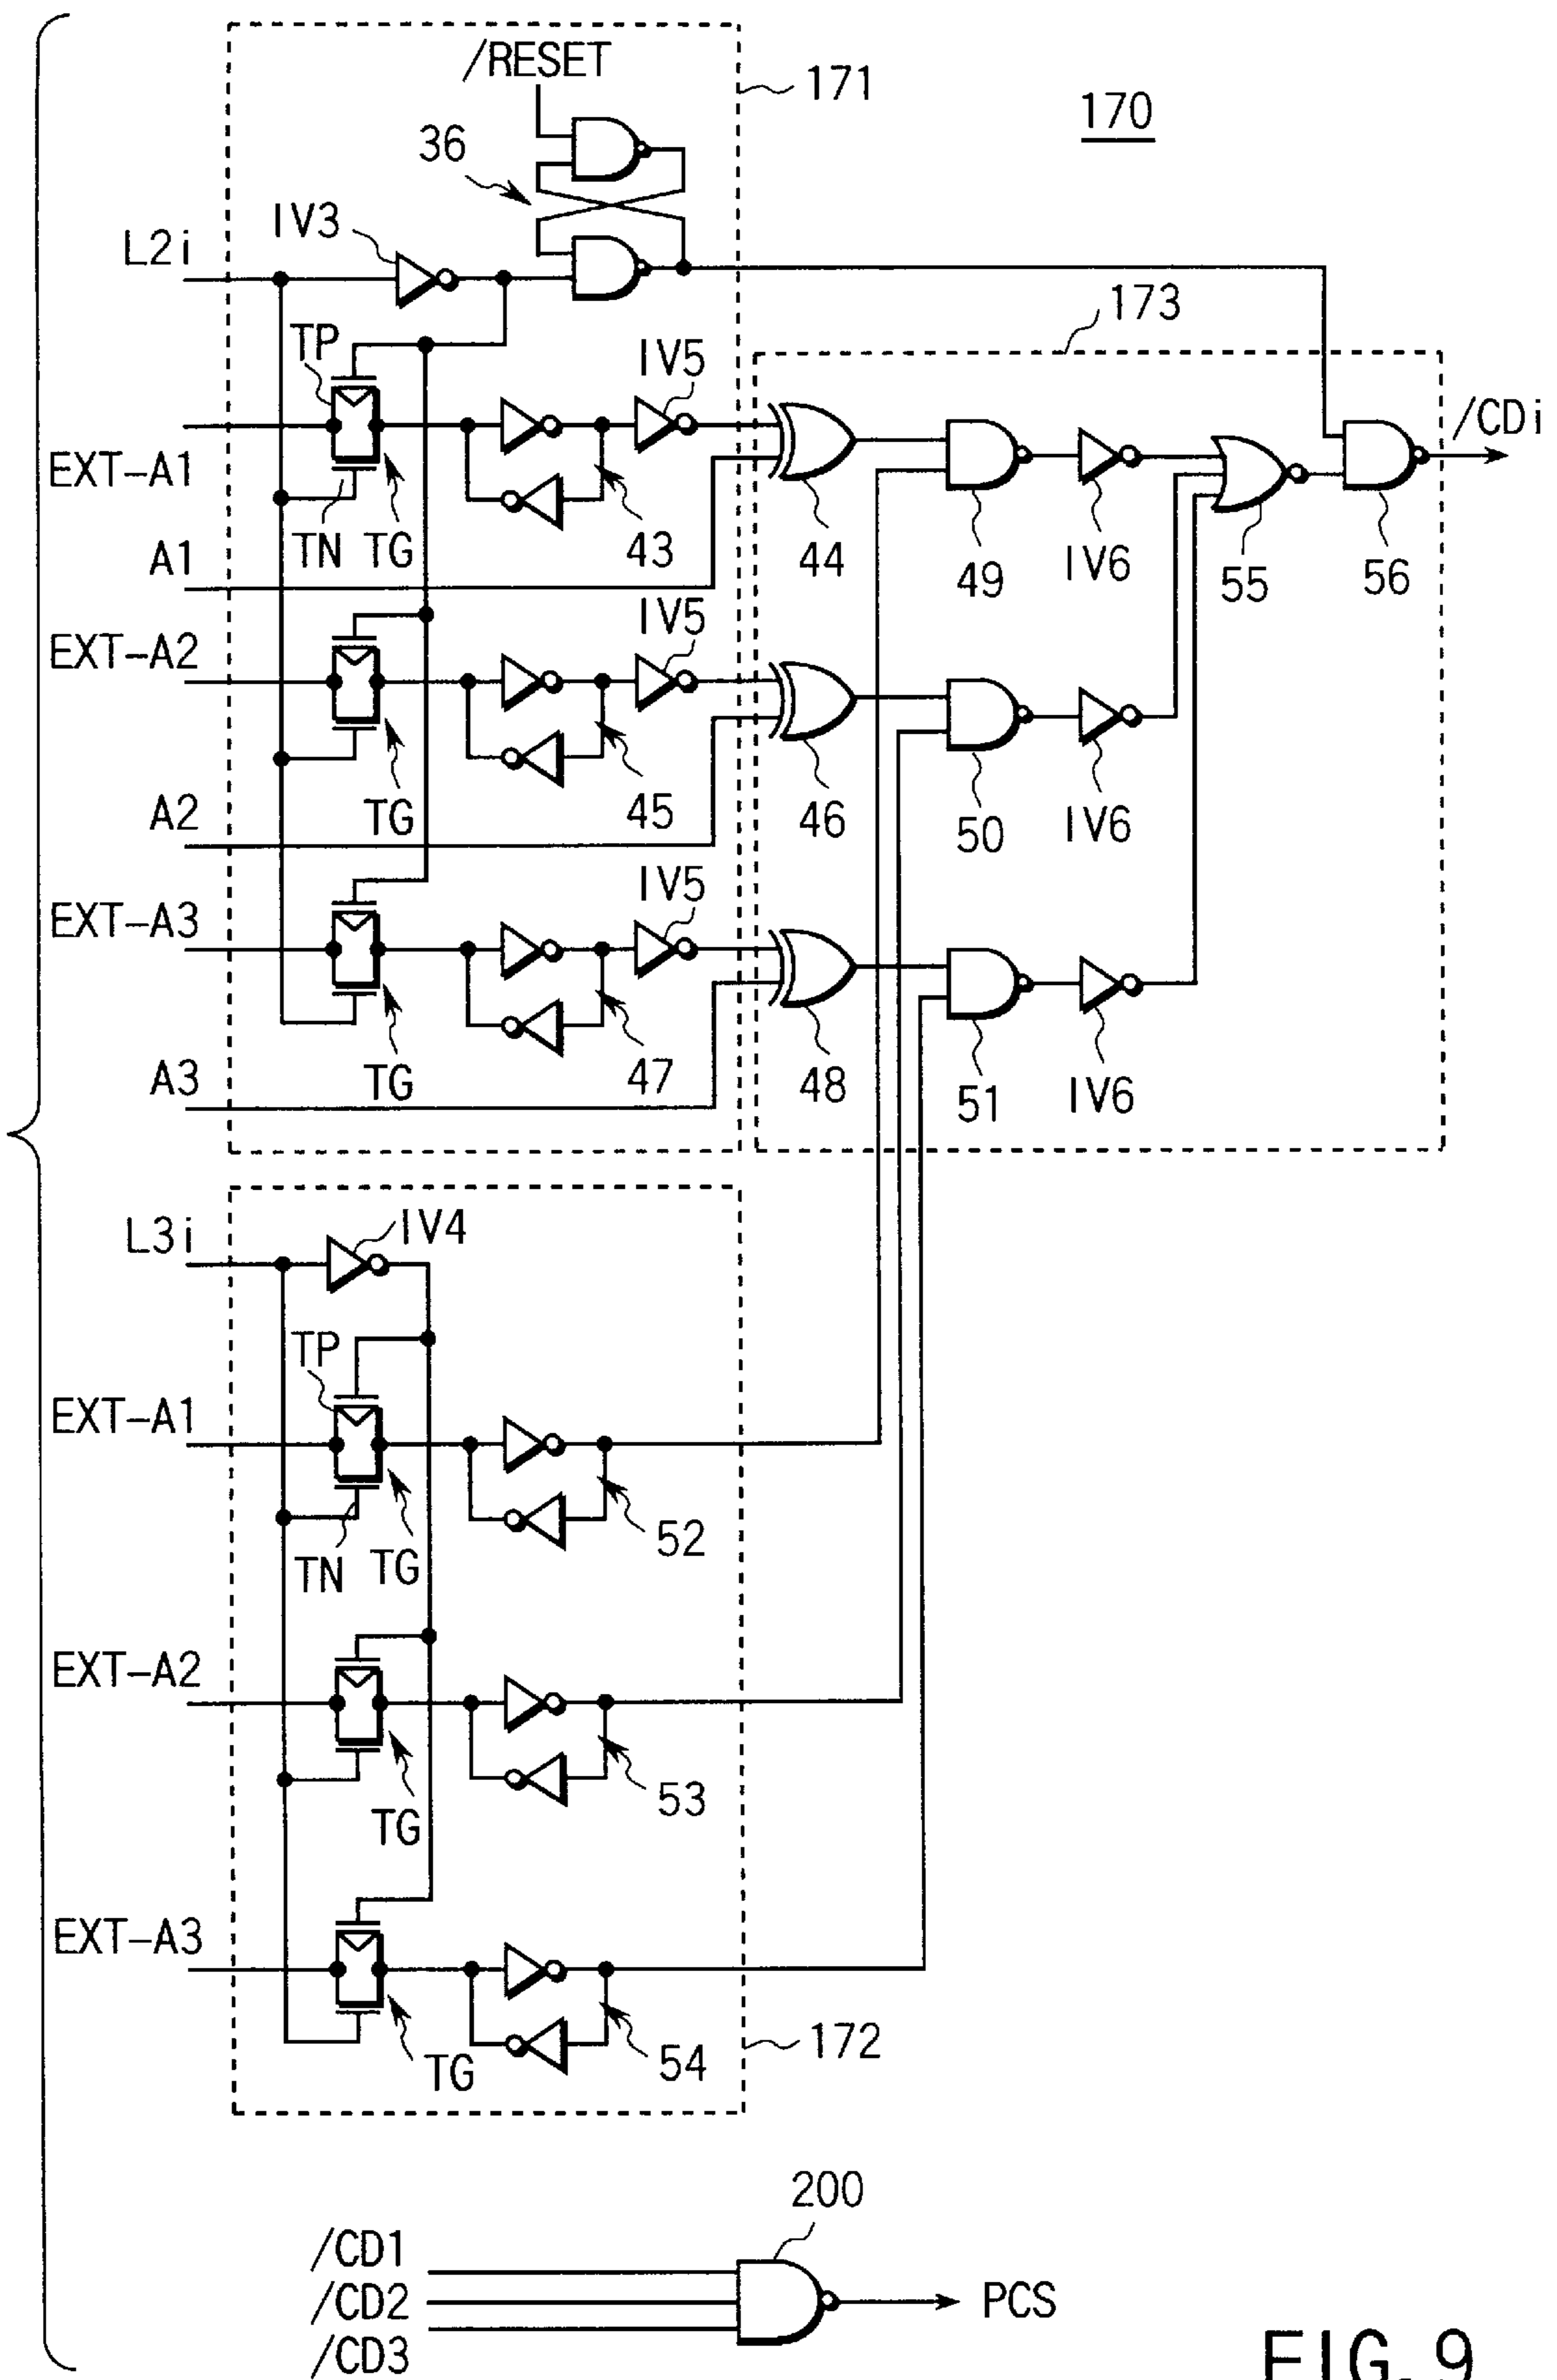 /RESET
171
170
36
IV3
L2i
173
TP
IV5
/CDi
EXT-A1
TN
TG
43
44
49
IV6
55
56
A1
IV5
EXT-A2
TG
45
46
50
IV6
A2
IV5
EXT-A3
TG
47
48
51
IV6
A3
L3i
IV4
TP
EXT-A1
TN
TG
52
EXT-A2
TG
53
EXT-A3
TG
54
172
200
/CD1
/CD2
/CD3
PCS
FIG. 9